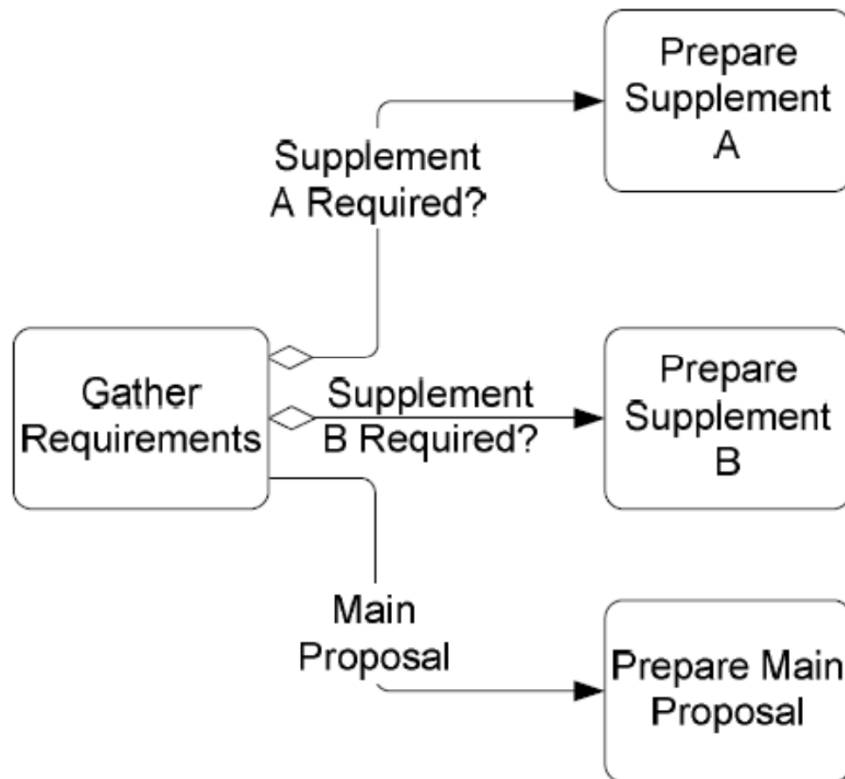 Prepare
Supplement
A
Supplement
A Required?
Gather
Requirements
Supplement
B Required?
Prepare
Supplement
B
Main
Proposal
Prepare Main
Proposal